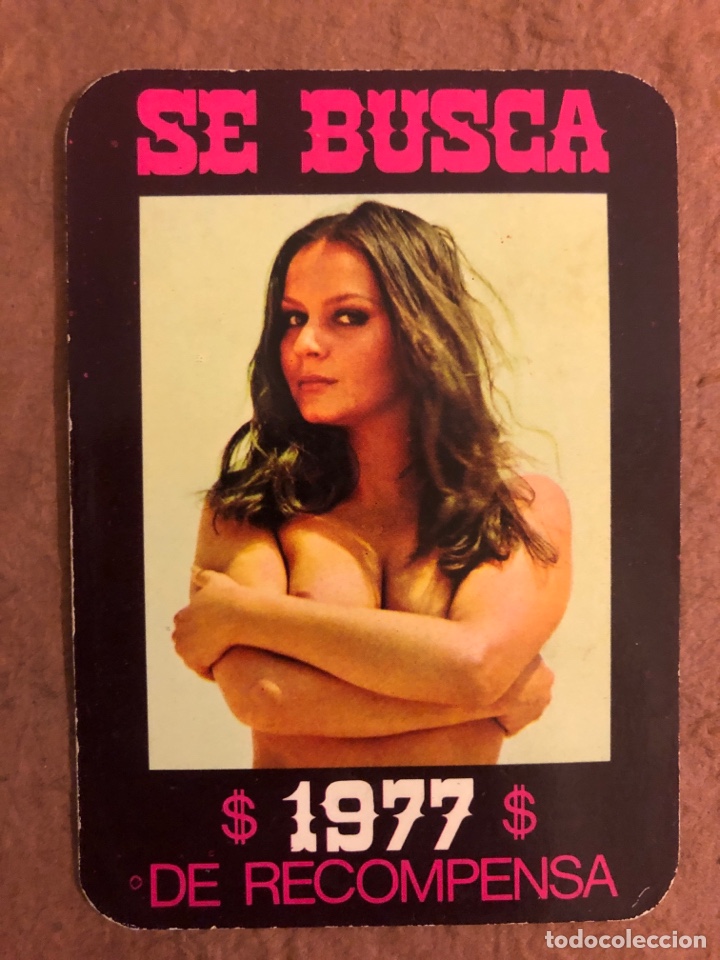 SE BUSCA
$ 1977 $
DE RECOMPENSA
todocoleccion